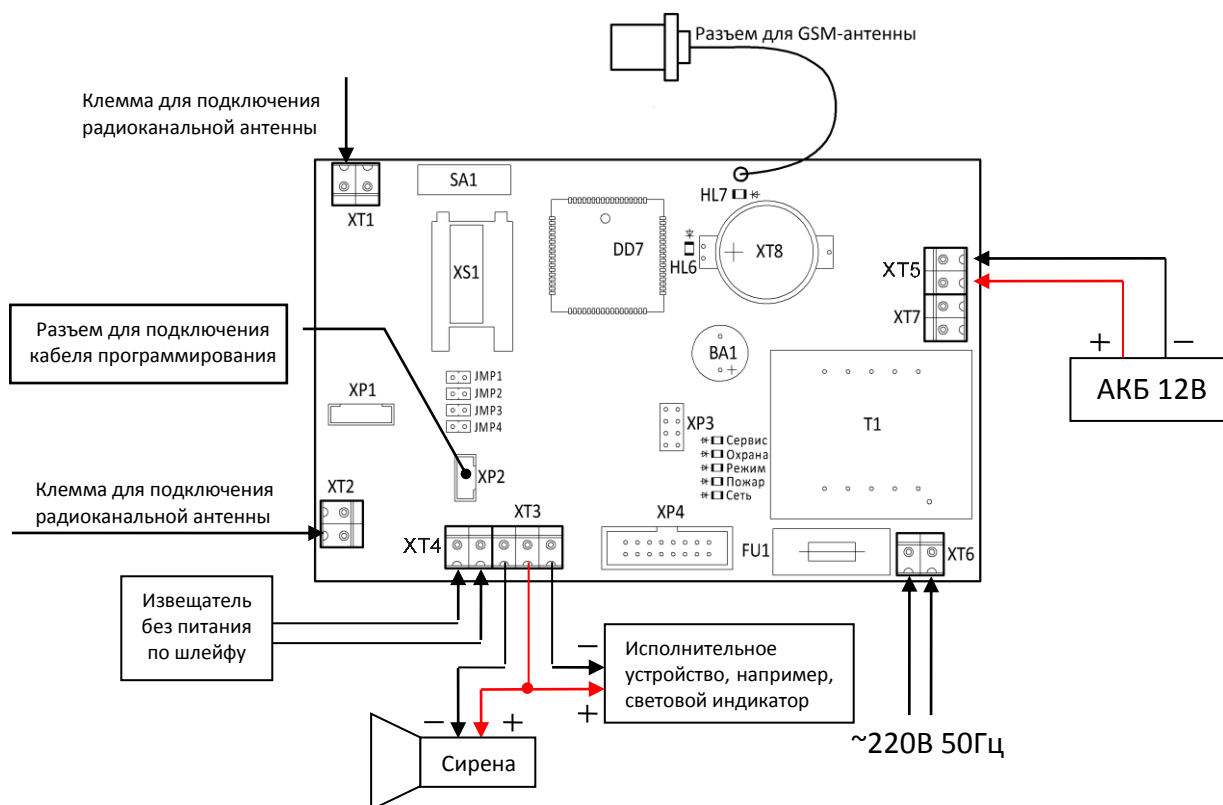 Разъем для GSM-антенны
Клемма для подключения
радиоканальной антенны
XT1
SA1
HL7
DD7
HL6
+
XT8
XS1
XT5
XT7
Разъем для подключения
кабеля программирования
BA1
+
+
−
АКБ 12В
JMP1
JMP2
JMP3
JMP4
XP1
XP3
T1
Сервис
Охрана
Режим
Пожар
Сеть
XP2
Клемма для подключения
радиоканальной антенны
XT2
XT3
XP4
XT4
FU1
XT6
Извещатель
без питания
по шлейфу
−
+
Исполнительное
устройство, например,
световой индикатор
−
+
Сирена
~220В 50Гц